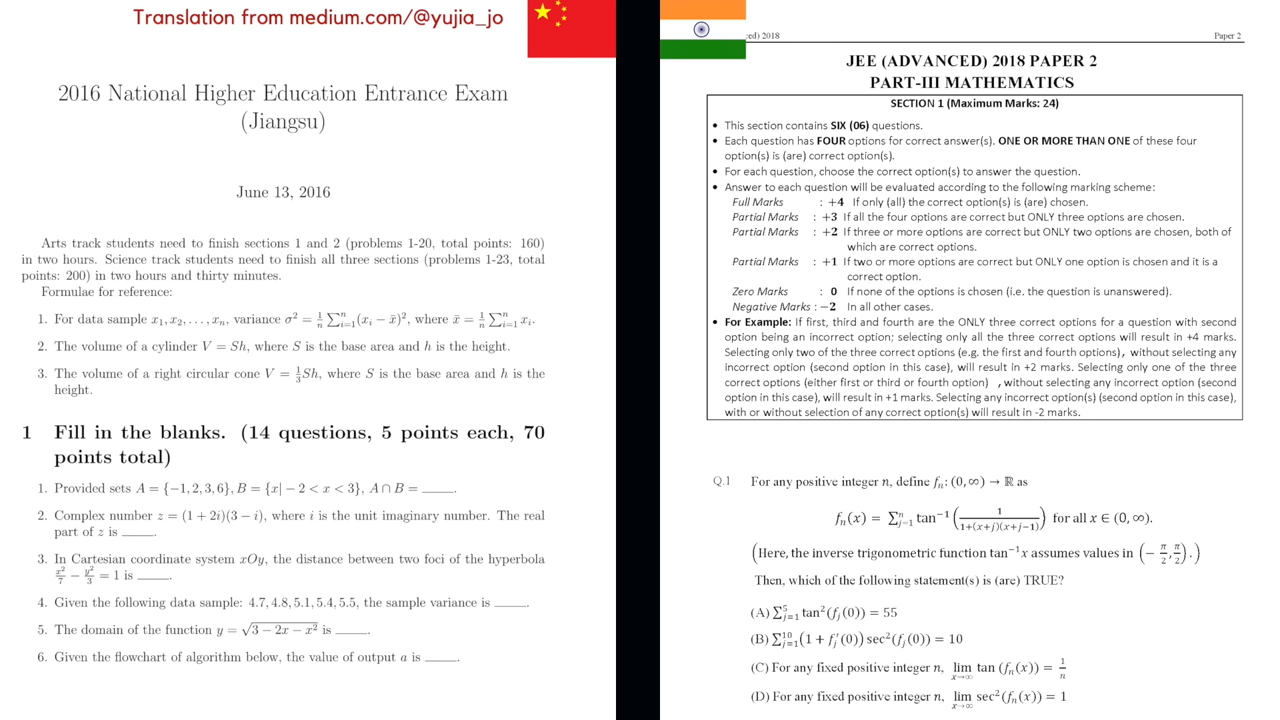 Translation from medium.com/@yujia_jo
2016 National Higher Education Entrance Exam
(Jiangsu)
June 13, 2016
Arts track students need to finish sections 1 and 2 (problems 1-20, total points: 160)
in two hours. Science track students need to finish all three sections (problems 1-23, total
points: 200) in two hours and thirty minutes.
Formulae for reference:
1. For data sample x₁, x₂, . . . , xₙ, variance σ² = 1/n ∑ⁿᵢ₌₁(xᵢ − x̄)², where x̄ = 1/n ∑ⁿᵢ₌₁ xᵢ.
2. The volume of a cylinder V = Sh, where S is the base area and h is the height.
3. The volume of a right circular cone V = 1/3Sh, where S is the base area and h is the
height.
1 Fill in the blanks. (14 questions, 5 points each, 70
points total)
1. Provided sets A = {−1, 2, 3, 6}, B = {x| − 2 < x < 3}, A ∩ B = ____.
2. Complex number z = (1 + 2i)(3 − i), where i is the unit imaginary number. The real
part of z is ____.
3. In Cartesian coordinate system xOy, the distance between two foci of the hyperbola
x²/7 − y²/3 = 1 is ____.
4. Given the following data sample: 4.7, 4.8, 5.1, 5.4, 5.5, the sample variance is ____.
5. The domain of the function y = √(3 − 2x − x²) is ____.
6. Given the flowchart of algorithm below, the value of output a is ____.
ced) 2018 Paper 2
JEE (ADVANCED) 2018 PAPER 2
PART-III MATHEMATICS
SECTION 1 (Maximum Marks: 24)
• This section contains SIX (06) questions.
• Each question has FOUR options for correct answer(s). ONE OR MORE THAN ONE of these four
option(s) is (are) correct option(s).
• For each question, choose the correct option(s) to answer the question.
• Answer to each question will be evaluated according to the following marking scheme:
Full Marks : +4 If only (all) the correct option(s) is (are) chosen.
Partial Marks : +3 If all the four options are correct but ONLY three options are chosen.
Partial Marks : +2 If three or more options are correct but ONLY two options are chosen, both of
which are correct options.
Partial Marks : +1 If two or more options are correct but ONLY one option is chosen and it is a
correct option.
Zero Marks : 0 If none of the options is chosen (i.e. the question is unanswered).
Negative Marks : −2 In all other cases.
• For Example: If first, third and fourth are the ONLY three correct options for a question with second
option being an incorrect option; selecting only all the three correct options will result in +4 marks.
Selecting only two of the three correct options (e.g. the first and fourth options), without selecting any
incorrect option (second option in this case), will result in +2 marks. Selecting only one of the three
correct options (either first or third or fourth option) , without selecting any incorrect option (second
option in this case), will result in +1 marks. Selecting any incorrect option(s) (second option in this case),
with or without selection of any correct option(s) will result in -2 marks.
Q.1 For any positive integer n, define fₙ: (0, ∞) → ℝ as
fₙ(x) = ∑ⁿⱼ₌₁ tan⁻¹ (1/(1+(x+j)(x+j−1))) for all x ∈ (0, ∞).
(Here, the inverse trigonometric function tan⁻¹x assumes values in (−π/2, π/2).)
Then, which of the following statement(s) is (are) TRUE?
(A) ∑⁵ⱼ₌₁ tan²(fⱼ(0)) = 55
(B) ∑¹⁰ⱼ₌₁(1 + fⱼ′(0)) sec²(fⱼ(0)) = 10
(C) For any fixed positive integer n, lim x→∞ tan (fₙ(x)) = 1/n
(D) For any fixed positive integer n, lim x→∞ sec²(fₙ(x)) = 1